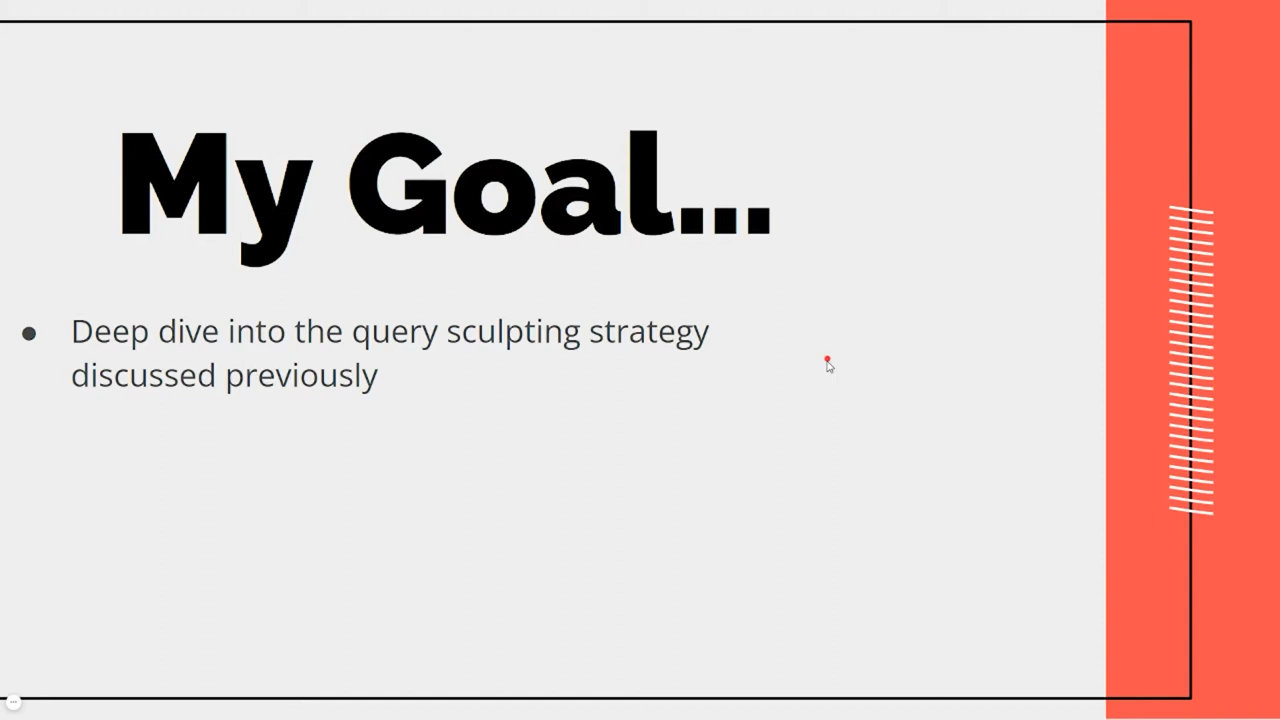 My Goal...
● Deep dive into the query sculpting strategy
discussed previously